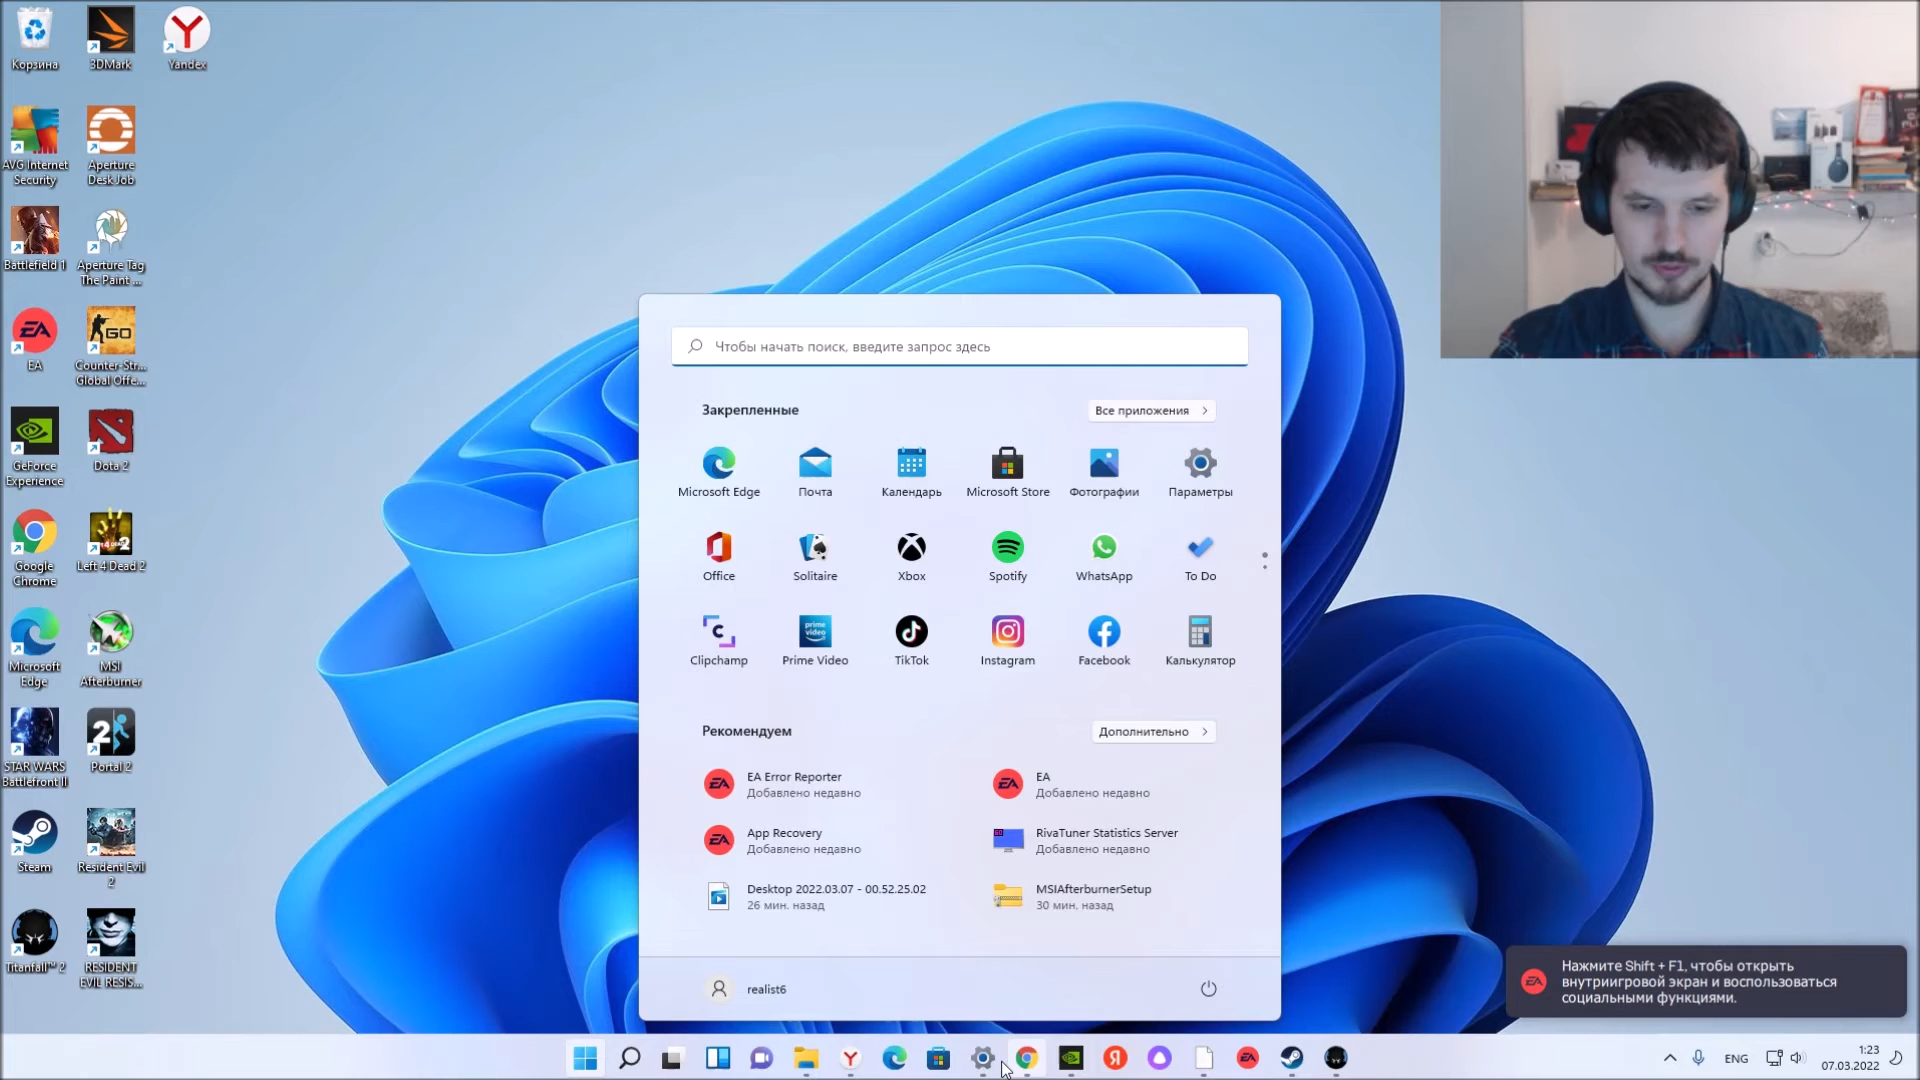 Корзина
3DMark
Yandex
AVG Internet
Security
Aperture
Desk Job
Battlefield 1
Aperture Tag
The Paint ...
EA
Counter-Str...
Global Offe...
GeForce
Experience
Dota 2
Google
Chrome
Left 4 Dead 2
Microsoft
Edge
MSI
Afterburner
STAR WARS
Battlefront II
Portal 2
Steam
Resident Evil
2
Titanfall™ 2
RESIDENT
EVIL RESIS...
Чтобы начать поиск, введите запрос здесь
Закрепленные
Все приложения
Microsoft Edge
Почта
Календарь
Microsoft Store
Фотографии
Параметры
Office
Solitaire
Xbox
Spotify
WhatsApp
To Do
Clipchamp
Prime Video
TikTok
Instagram
Facebook
Калькулятор
Рекомендуем
Дополнительно
EA Error Reporter
Добавлено недавно
EA
Добавлено недавно
App Recovery
Добавлено недавно
RivaTuner Statistics Server
Добавлено недавно
Desktop 2022.03.07 - 00.52.25.02
26 мин. назад
MSIAfterburnerSetup
30 мин. назад
realist6
Нажмите Shift + F1, чтобы открыть
внутриигровой экран и воспользоваться
социальными функциями.
ENG
1:23
07.03.2022